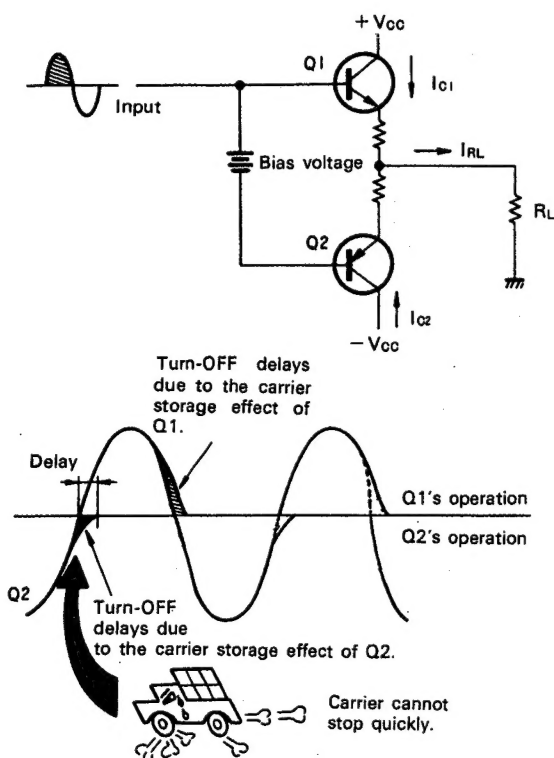 +VCC
Q1
IC1
Input
Bias voltage
IRL
RL
Q2
IC2
−VCC
Turn-OFF delays
due to the carrier
storage effect of
Q1.
Delay
Q1's operation
Q2's operation
Q2
Turn-OFF
delays due
to the carrier storage effect of Q2.
Carrier cannot
stop quickly.